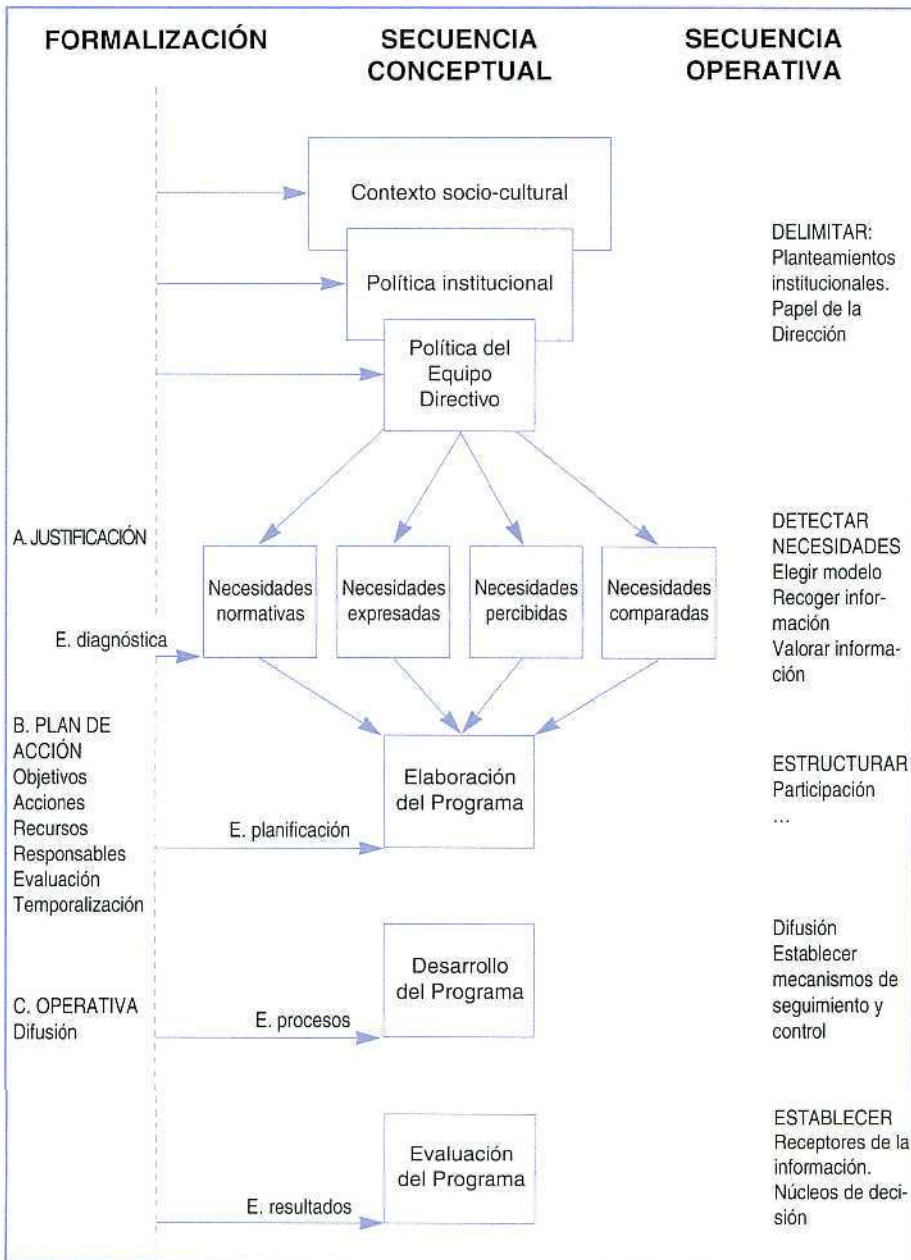 FORMALIZACIÓN
SECUENCIA
CONCEPTUAL
SECUENCIA
OPERATIVA
Contexto socio-cultural
Política institucional
Política del
Equipo
Directivo
DELIMITAR:
Planteamientos
institucionales.
Papel de la
Dirección
A. JUSTIFICACIÓN
E. diagnóstica
Necesidades
normativas
Necesidades
expresadas
Necesidades
percibidas
Necesidades
comparadas
DETECTAR
NECESIDADES
Elegir modelo
Recoger infor-
mación
Valorar informa-
ción
B. PLAN DE
ACCIÓN
Objetivos
Acciones
Recursos
Responsables
Evaluación
Temporalización
E. planificación
Elaboración
del Programa
ESTRUCTURAR
Participación
...
C. OPERATIVA
Difusión
E. procesos
Desarrollo
del Programa
Difusión
Establecer
mecanismos de
seguimiento y
control
E. resultados
Evaluación
del Programa
ESTABLECER
Receptores de la
información.
Núcleos de deci-
sión